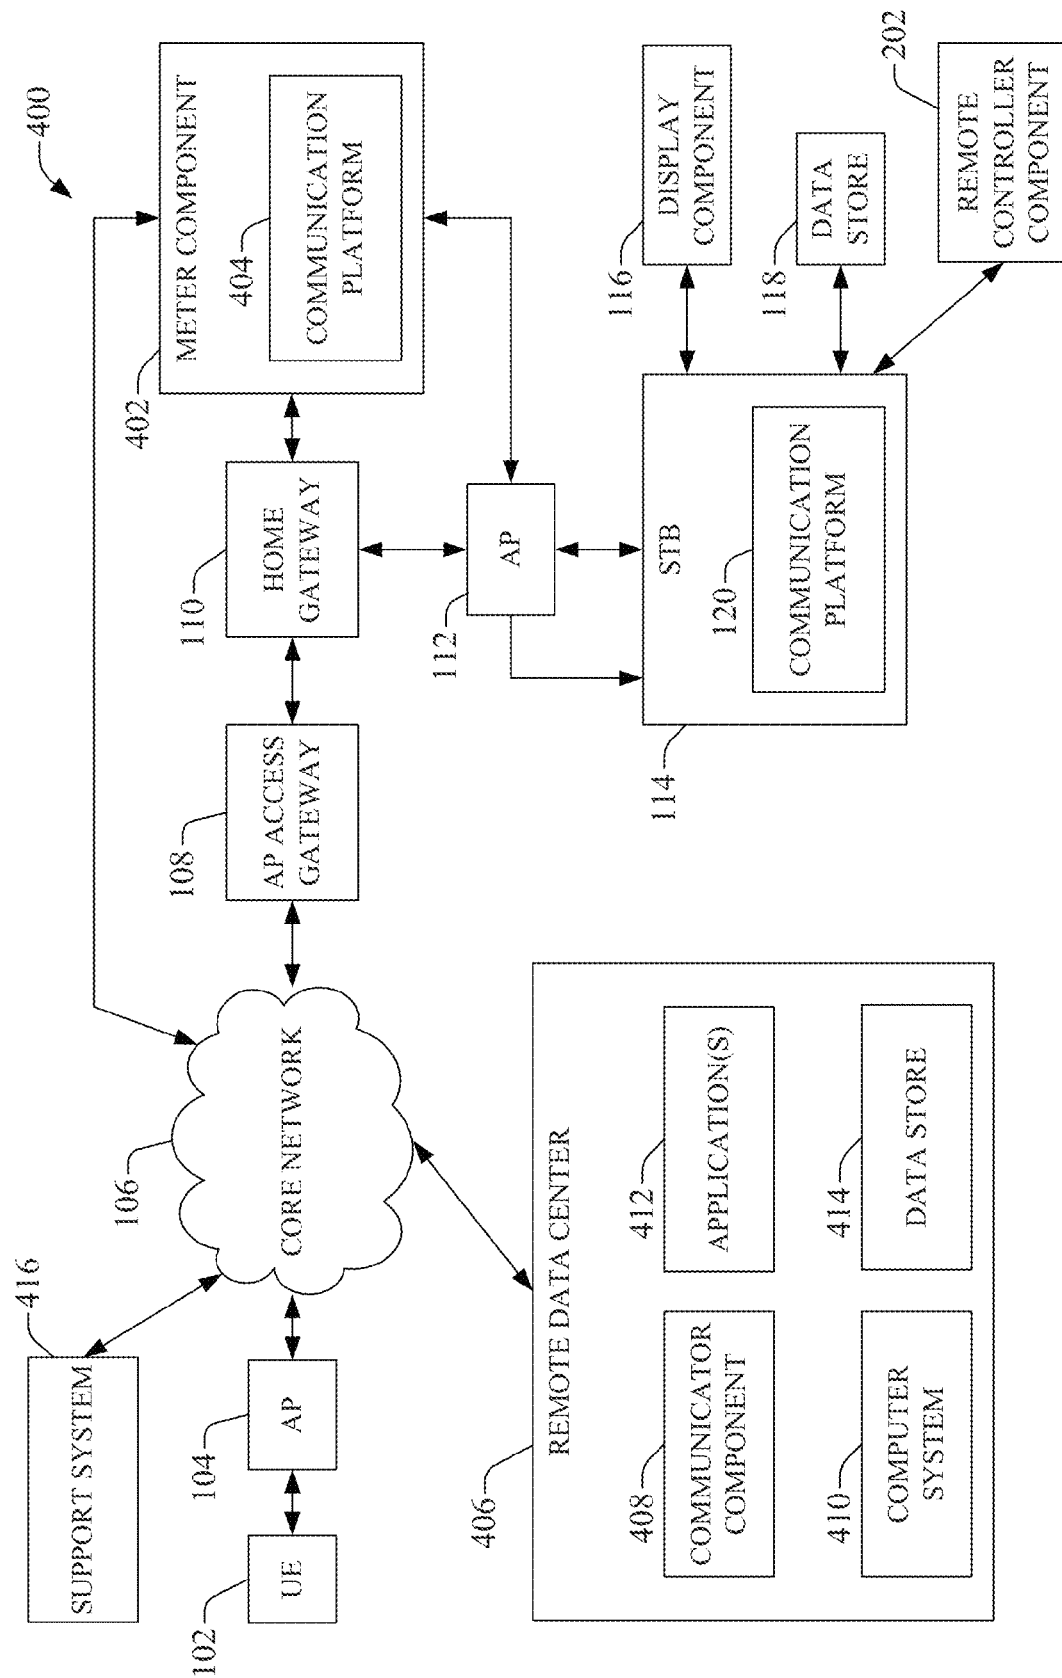 400
SUPPORT SYSTEM
416
102
UE
104
AP
106
CORE NETWORK
108
AP ACCESS
GATEWAY
110
HOME
GATEWAY
402
METER COMPONENT
404
COMMUNICATION
PLATFORM
112
AP
114
STB
120
COMMUNICATION
PLATFORM
116
DISPLAY
COMPONENT
118
DATA
STORE
202
REMOTE
CONTROLLER
COMPONENT
406
REMOTE DATA CENTER
408
COMMUNICATOR
COMPONENT
412
APPLICATION(S)
410
COMPUTER
SYSTEM
414
DATA STORE